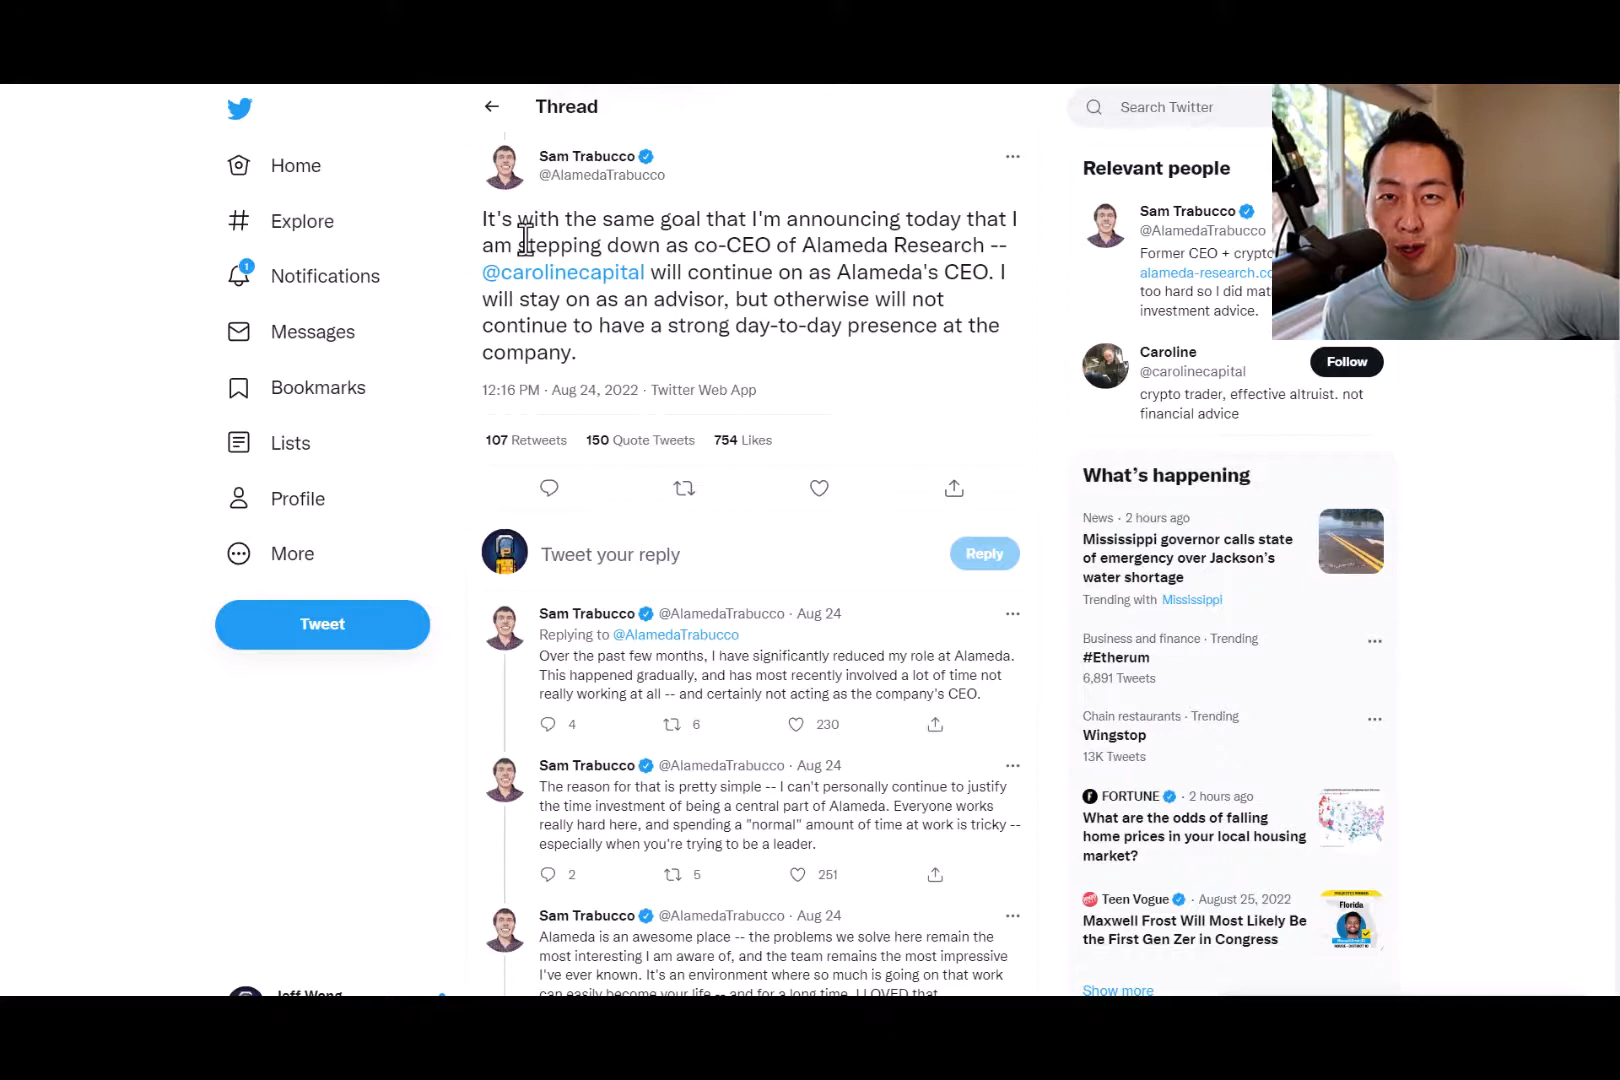 Home
Explore
1
Notifications
Messages
Bookmarks
Lists
Profile
More
Tweet
Thread
Sam Trabucco
@AlamedaTrabucco
It's with the same goal that I'm announcing today that I
am stepping down as co-CEO of Alameda Research --
@carolinecapital will continue on as Alameda's CEO. I
will stay on as an advisor, but otherwise will not
continue to have a strong day-to-day presence at the
company.
12:16 PM · Aug 24, 2022 · Twitter Web App
107 Retweets 150 Quote Tweets 754 Likes
Tweet your reply
Reply
Sam Trabucco @AlamedaTrabucco · Aug 24
Replying to @AlamedaTrabucco
Over the past few months, I have significantly reduced my role at Alameda.
This happened gradually, and has most recently involved a lot of time not
really working at all -- and certainly not acting as the company's CEO.
4 6 230
Sam Trabucco @AlamedaTrabucco · Aug 24
The reason for that is pretty simple -- I can't personally continue to justify
the time investment of being a central part of Alameda. Everyone works
really hard here, and spending a "normal" amount of time at work is tricky --
especially when you're trying to be a leader.
2 5 251
Sam Trabucco @AlamedaTrabucco · Aug 24
Alameda is an awesome place -- the problems we solve here remain the
most interesting I am aware of, and the team remains the most impressive
I've ever known. It's an environment where so much is going on that work
can easily become your life -- and for a long time, I LOVED that.
Search Twitter
Relevant people
Sam Trabucco
@AlamedaTrabucco
Former CEO + crypto
alameda-research.co
too hard so I did mat
investment advice.
Caroline
@carolinecapital
Follow
crypto trader, effective altruist. not
financial advice
What's happening
News · 2 hours ago
Mississippi governor calls state
of emergency over Jackson's
water shortage
Trending with Mississippi
Business and finance · Trending
#Etherum
6,891 Tweets
Chain restaurants · Trending
Wingstop
13K Tweets
FORTUNE · 2 hours ago
What are the odds of falling
home prices in your local housing
market?
Teen Vogue · August 25, 2022
Maxwell Frost Will Most Likely Be
the First Gen Zer in Congress
Florida
Show more